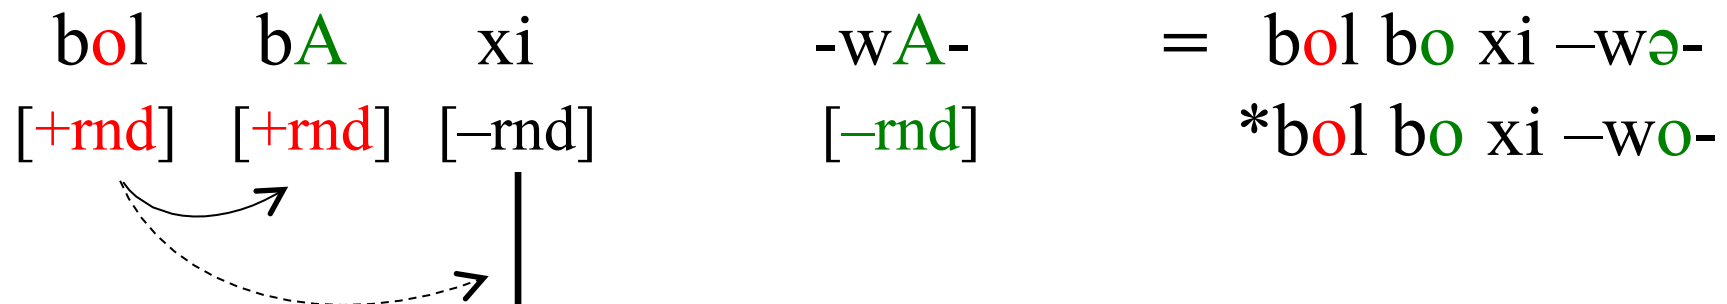 bol bA xi -wA- = bol bo xi –wə-
[+rnd] [+rnd] [–rnd] [–rnd] *bol bo xi –wo-